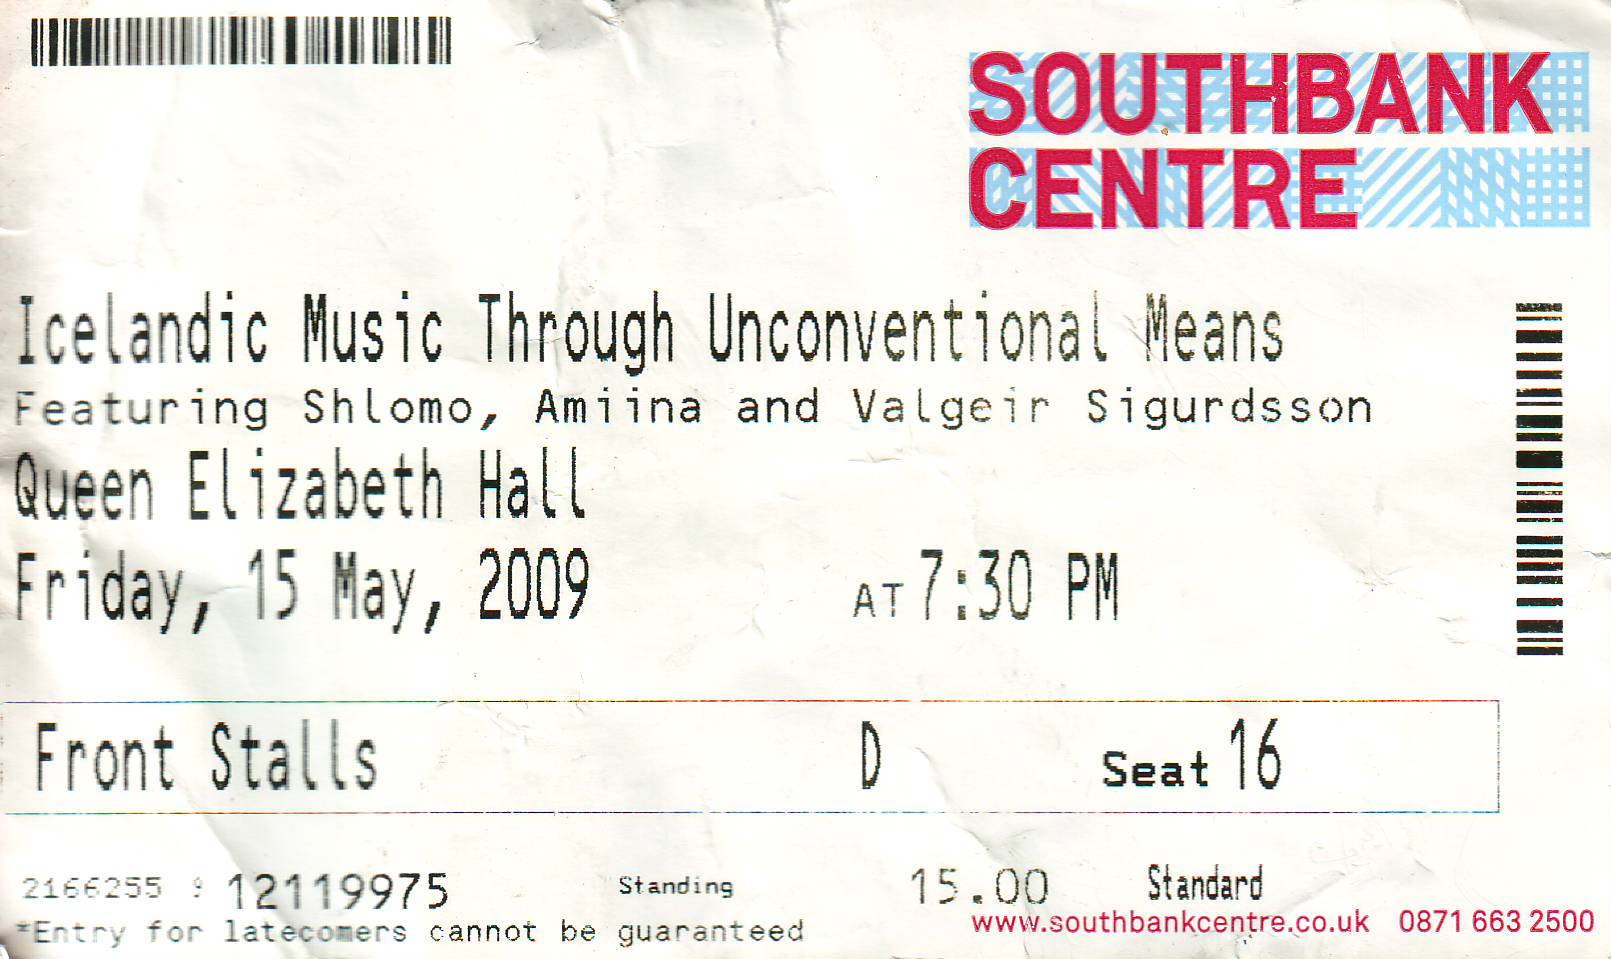 SOUTHBANK
CENTRE
Icelandic Music Through Unconventional Means
Featuring Shlomo, Amiina and Valgeir Sigurdsson
Queen Elizabeth Hall
Friday, 15 May, 2009 AT 7:30 PM
Front Stalls D Seat 16
2166255 9 12119975 Standing 15.00 Standard
*Entry for latecomers cannot be guaranteed
www.southbankcentre.co.uk 0871 663 2500